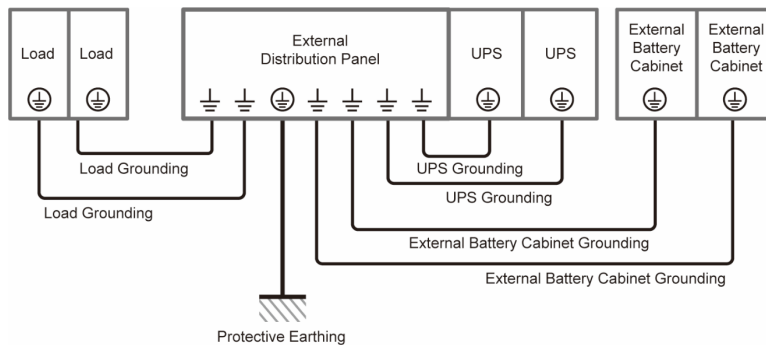 Load
Load
External
Distribution Panel
UPS
UPS
External
Battery
Cabinet
External
Battery
Cabinet
Load Grounding
UPS Grounding
UPS Grounding
Load Grounding
External Battery Cabinet Grounding
External Battery Cabinet Grounding
Protective Earthing